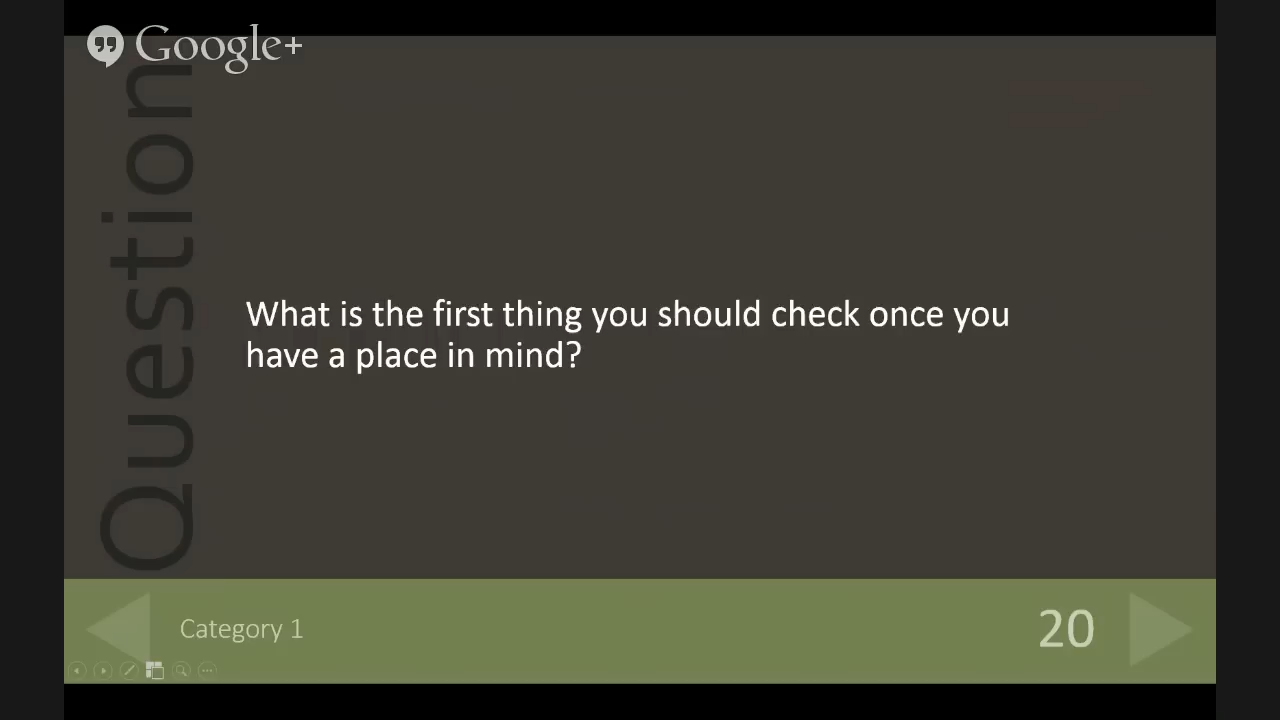 Google+
Question
What is the first thing you should check once you
have a place in mind?
Category 1
20